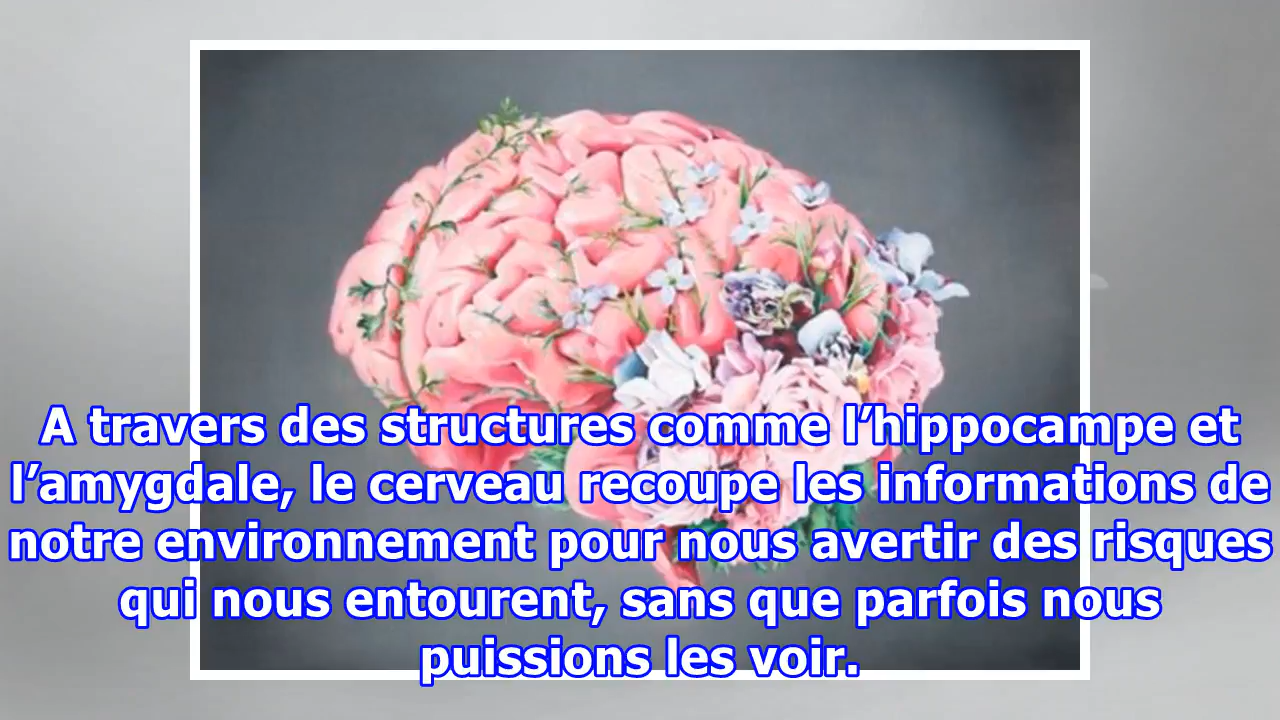 A travers des structures comme l’hippocampe et
l’amygdale, le cerveau recoupe les informations de
notre environnement pour nous avertir des risques
qui nous entourent, sans que parfois nous
puissions les voir.